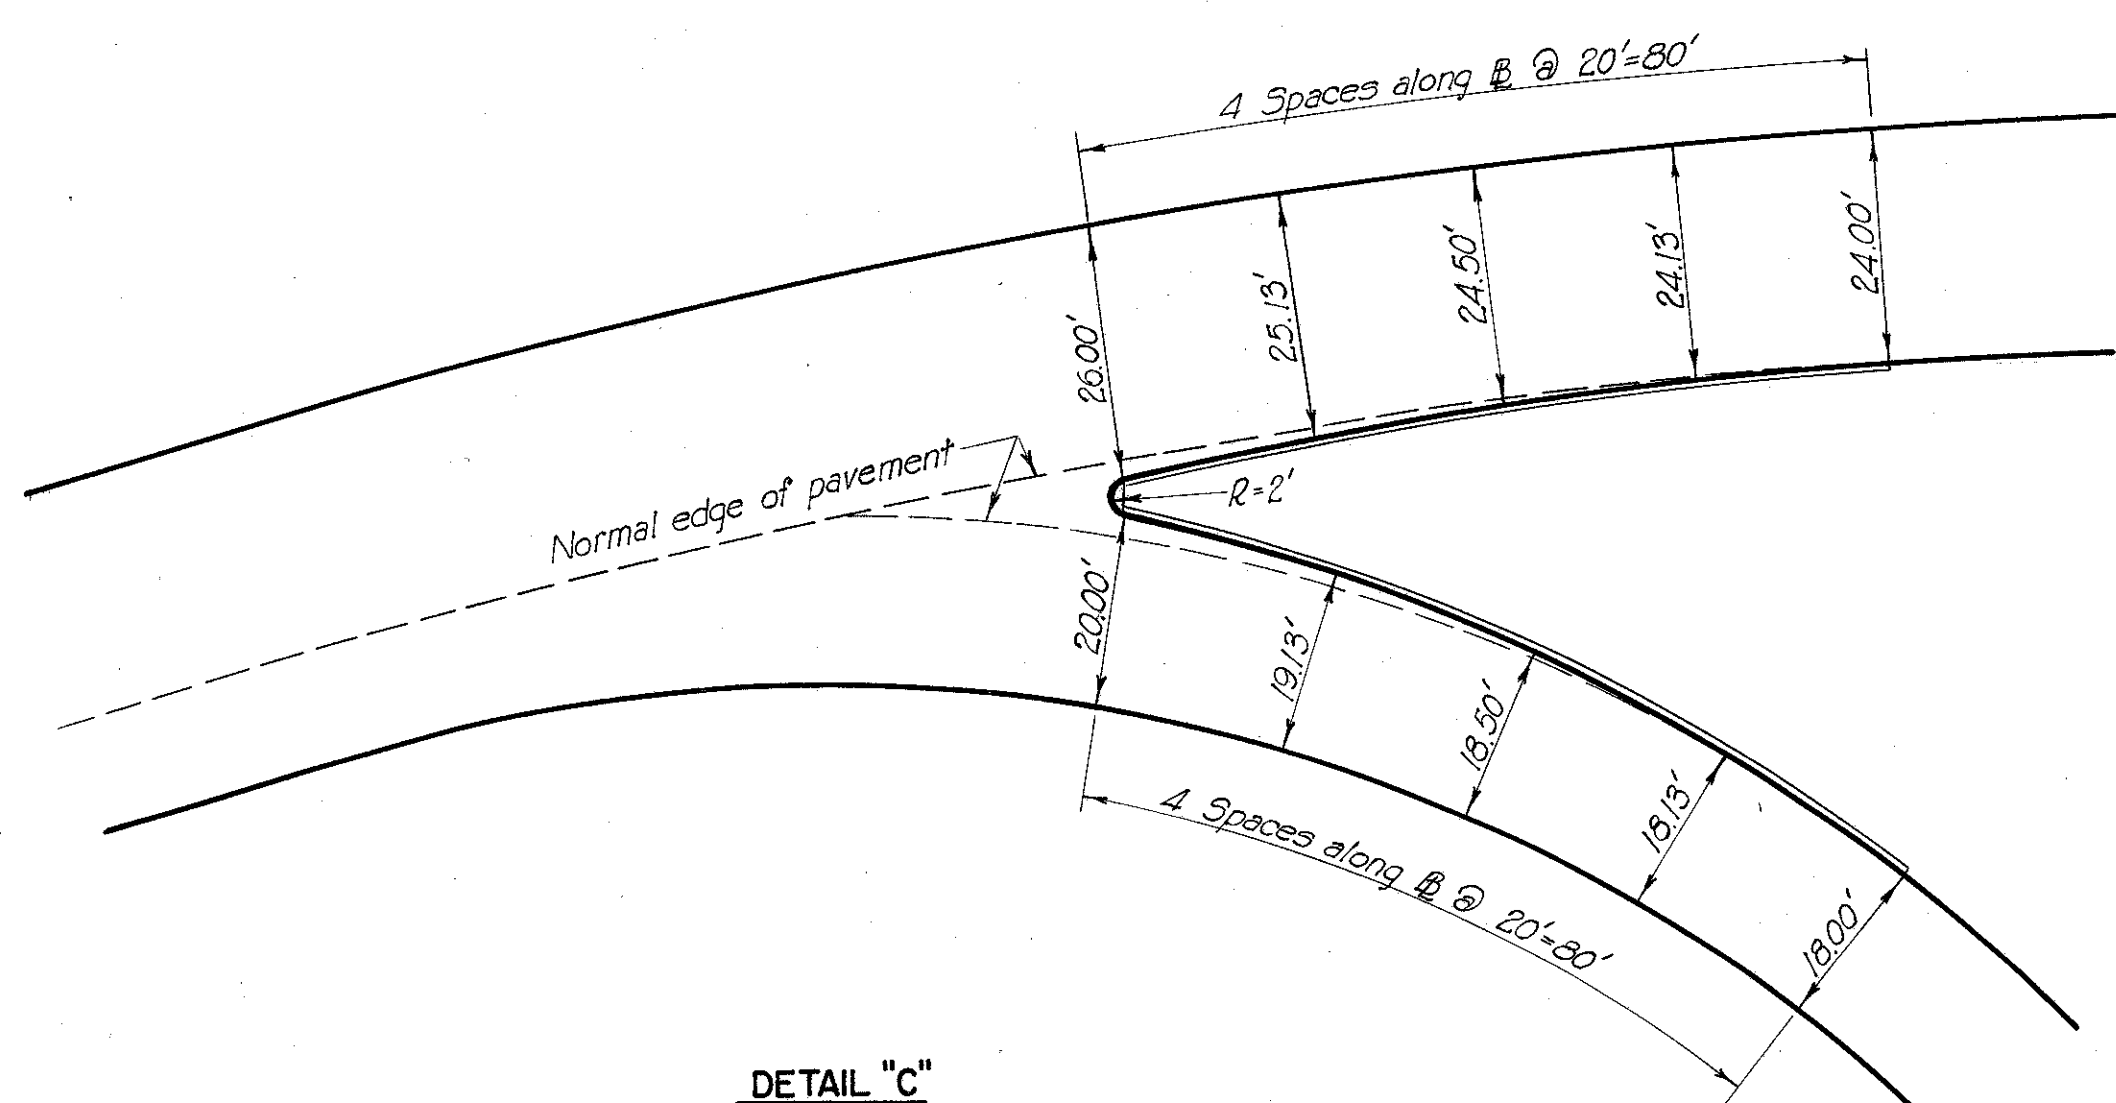 4 Spaces along ⅊ @ 20'=80'
26.00'
25.13'
24.50'
24.13'
24.00'
Normal edge of pavement
R=2'
20.00'
19.13'
18.50'
18.13'
18.00'
4 Spaces along ⅊ @ 20'=80'
DETAIL "C"